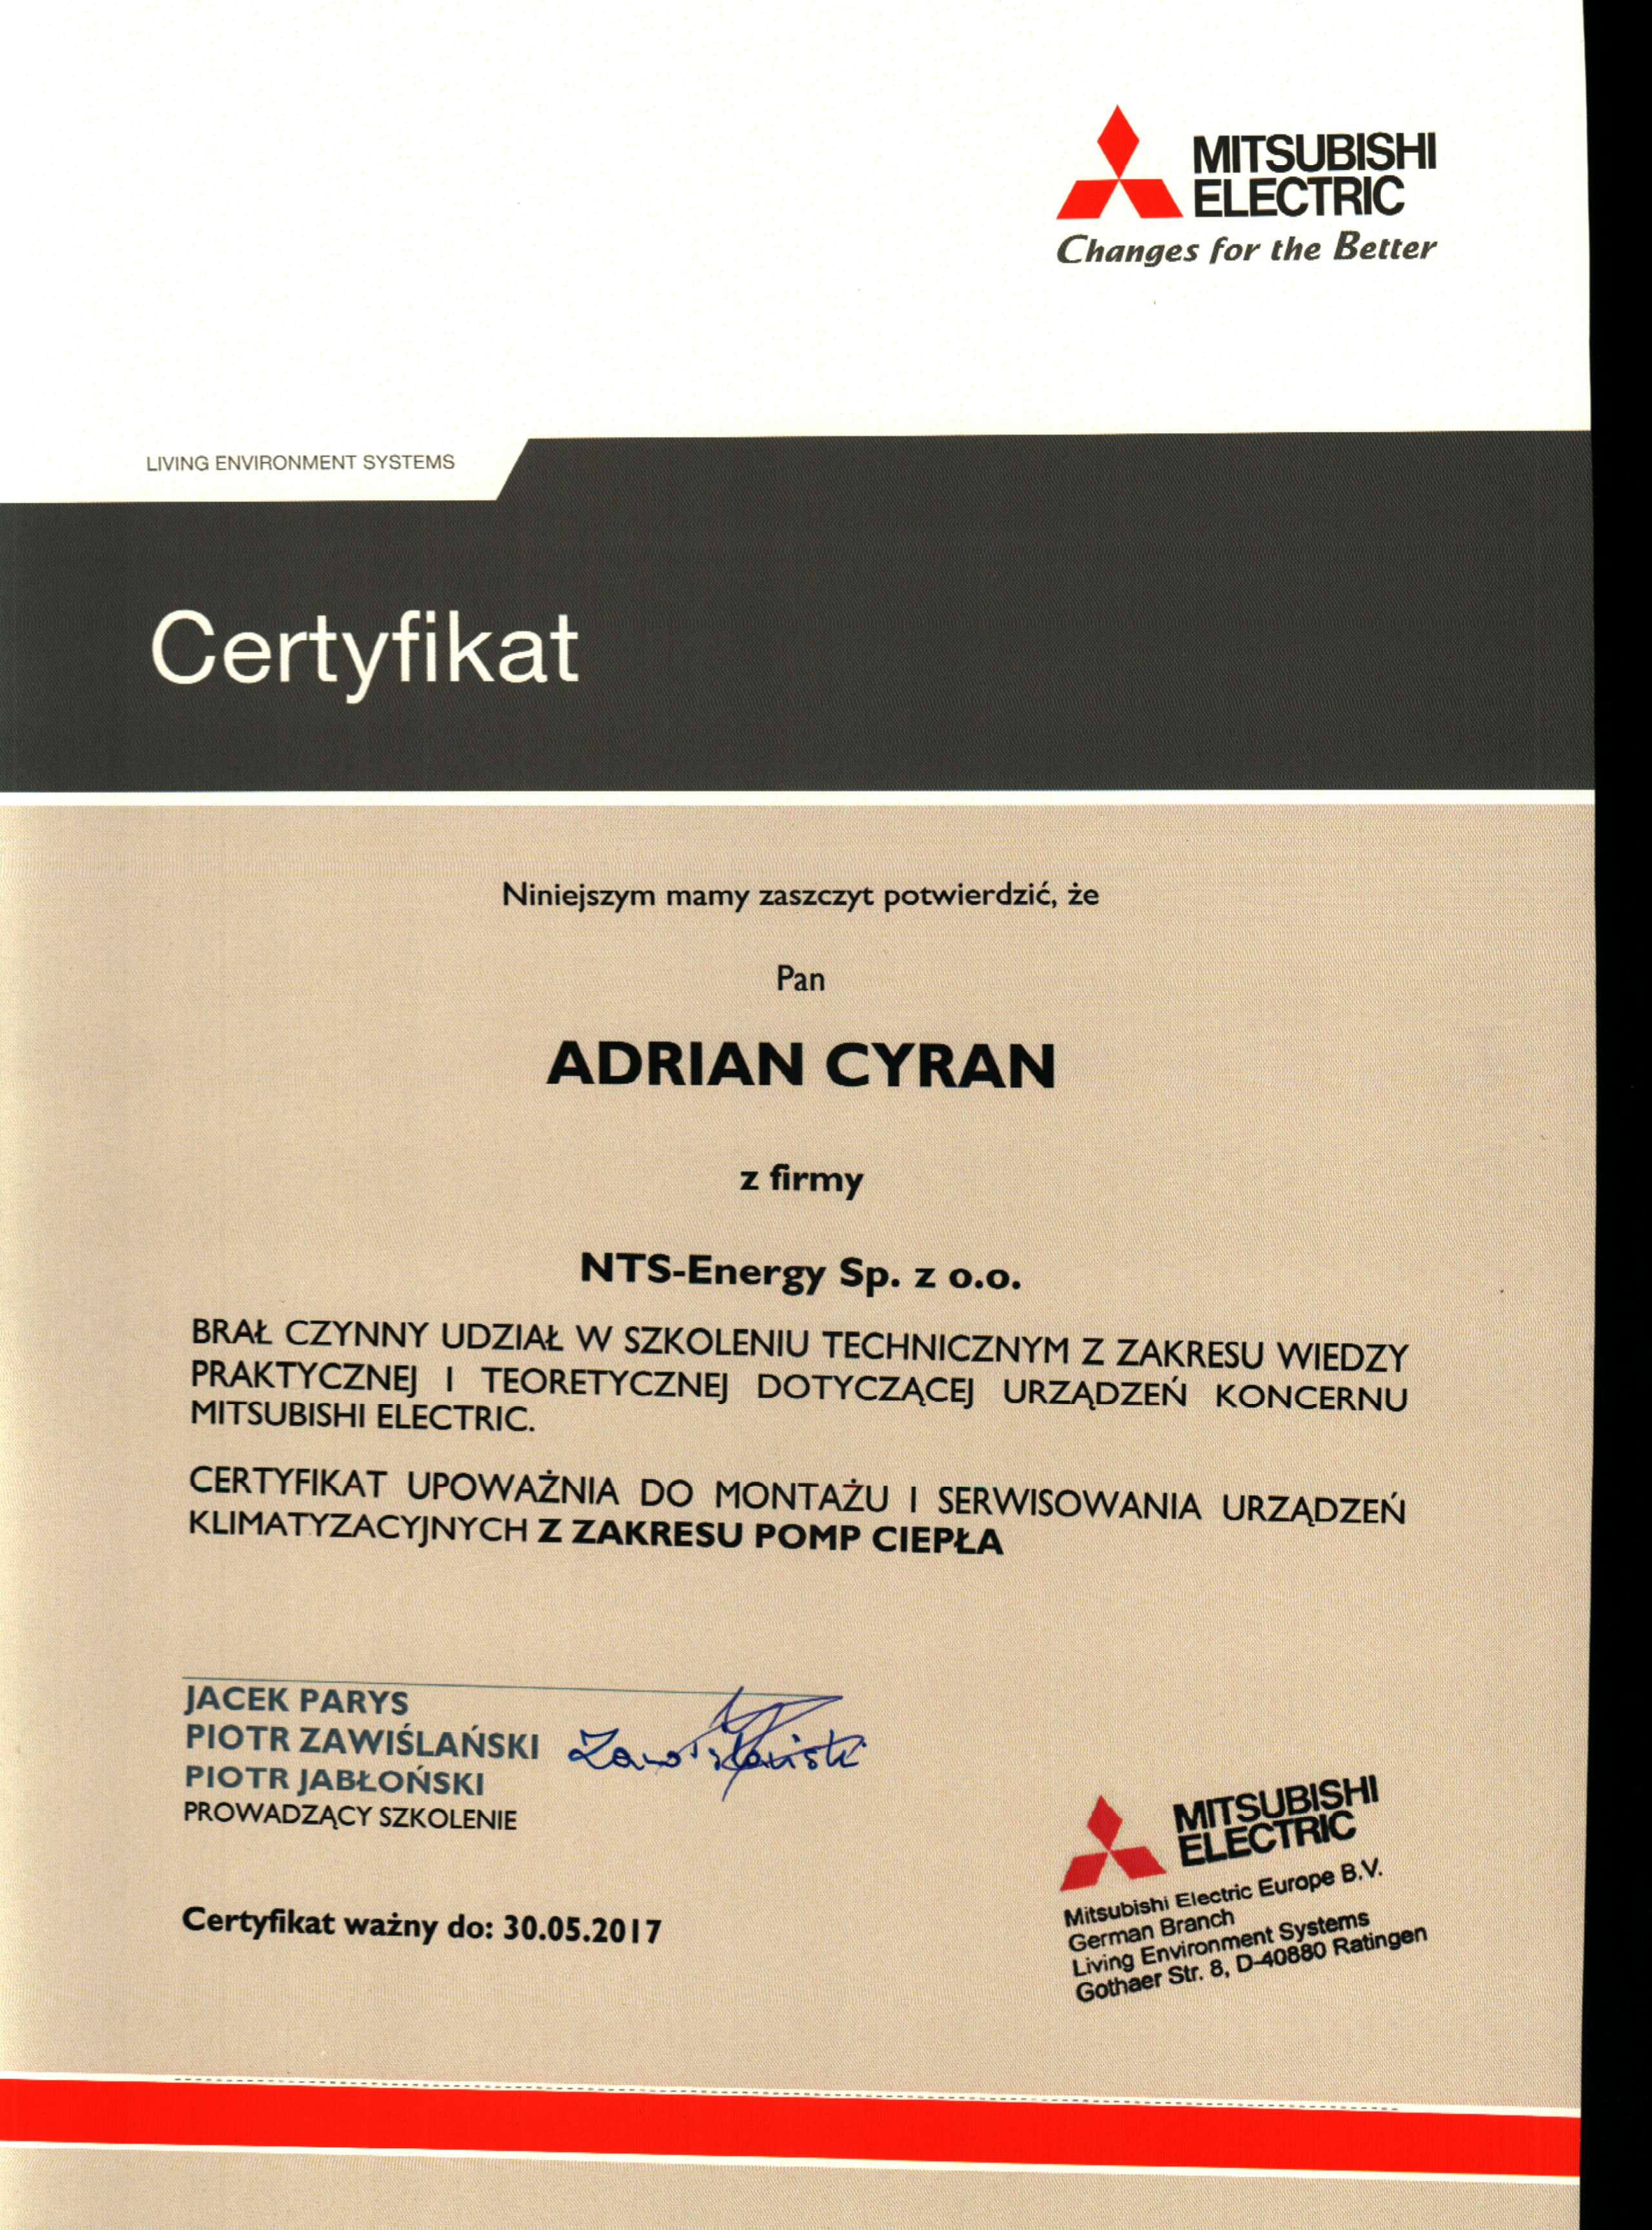 MITSUBISHI
ELECTRIC
Changes for the Better
LIVING ENVIRONMENT SYSTEMS
Certyfikat
Niniejszym mamy zaszczyt potwierdzić, że
Pan
ADRIAN CYRAN
z firmy
NTS-Energy Sp. z o.o.
BRAŁ CZYNNY UDZIAŁ W SZKOLENIU TECHNICZNYM Z ZAKRESU WIEDZY
PRAKTYCZNEJ I TEORETYCZNEJ DOTYCZĄCEJ URZĄDZEŃ KONCERNU
MITSUBISHI ELECTRIC.
CERTYFIKAT UPOWAŻNIA DO MONTAŻU I SERWISOWANIA URZĄDZEŃ
KLIMATYZACYJNYCH Z ZAKRESU POMP CIEPŁA
JACEK PARYS
PIOTR ZAWIŚLAŃSKI
PIOTR JABŁOŃSKI
PROWADZĄCY SZKOLENIE
Certyfikat ważny do: 30.05.2017
MITSUBISHI
ELECTRIC
Mitsubishi Electric Europe B.V.
German Branch
Living Environment Systems
Gothaer Str. 8, D-40880 Ratingen